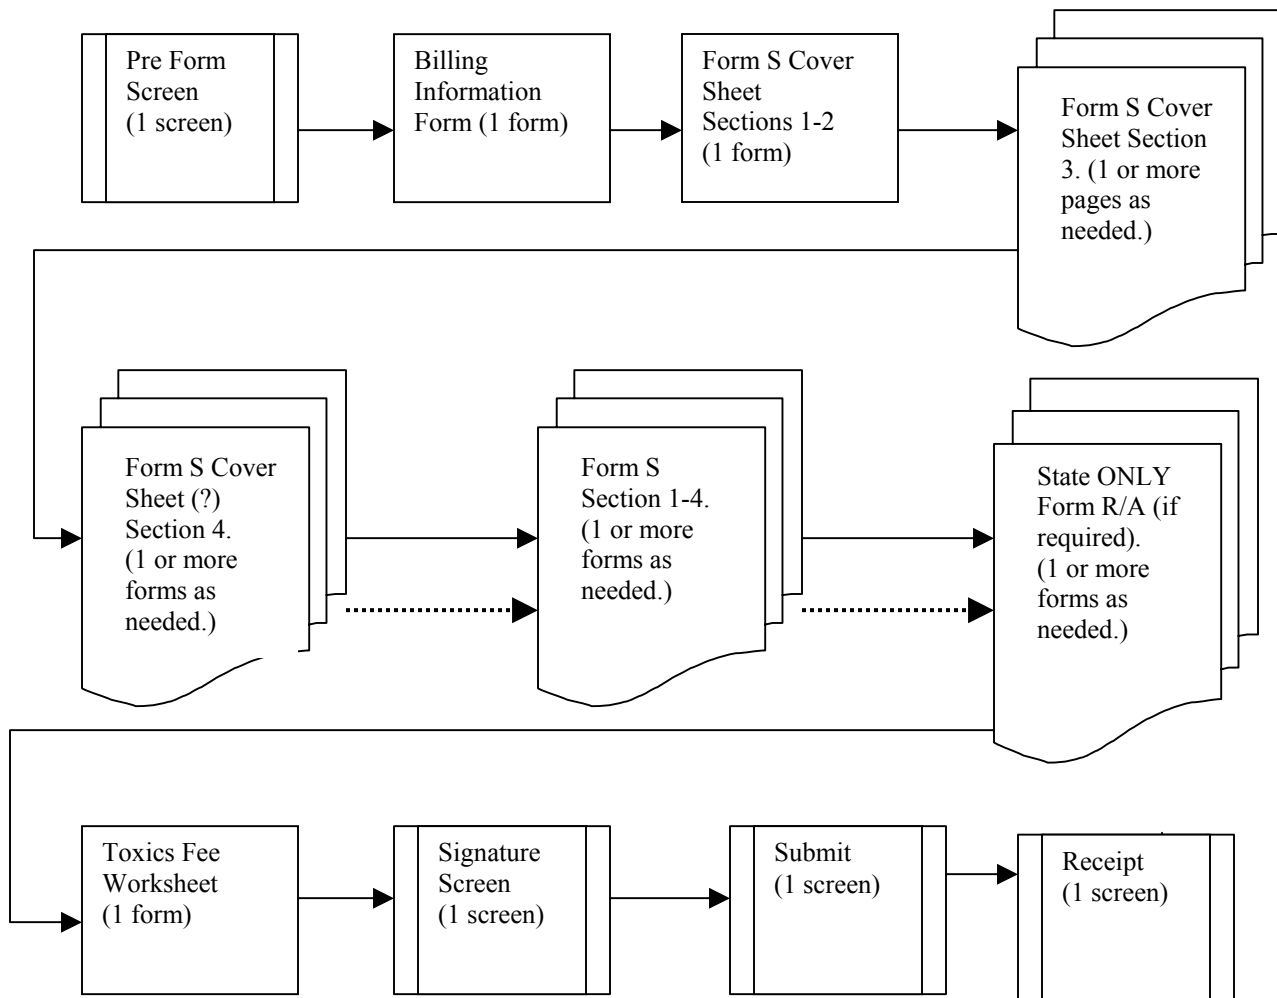 Pre Form
Screen
(1 screen)
Billing
Information
Form (1 form)
Form S Cover
Sheet
Sections 1-2
(1 form)
Form S Cover
Sheet Section
3. (1 or more
pages as
needed.)
Form S Cover
Sheet (?)
Section 4.
(1 or more
forms as
needed.)
Form S
Section 1-4.
(1 or more
forms as
needed.)
State ONLY
Form R/A (if
required).
(1 or more
forms as
needed.)
Toxics Fee
Worksheet
(1 form)
Signature
Screen
(1 screen)
Submit
(1 screen)
Receipt
(1 screen)